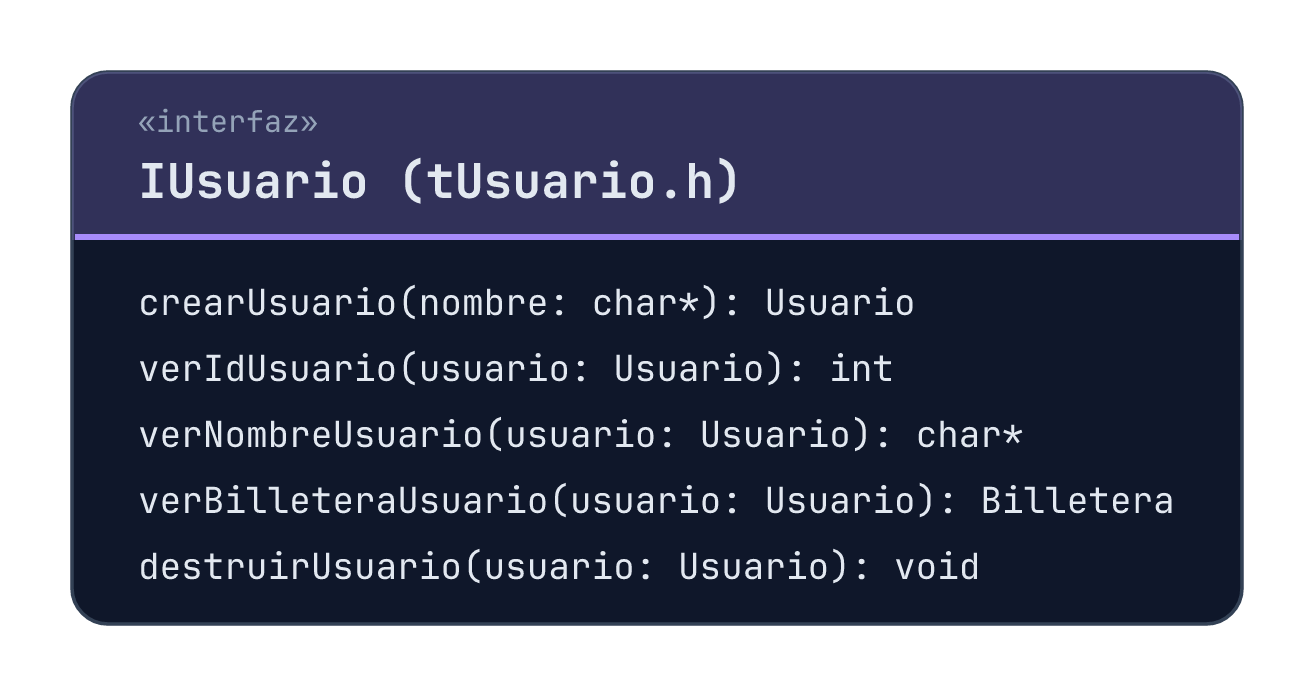 «interfaz»
IUsuario (tUsuario.h)
crearUsuario(nombre: char*): Usuario
verIdUsuario(usuario: Usuario): int
verNombreUsuario(usuario: Usuario): char*
verBilleteraUsuario(usuario: Usuario): Billetera
destruirUsuario(usuario: Usuario): void